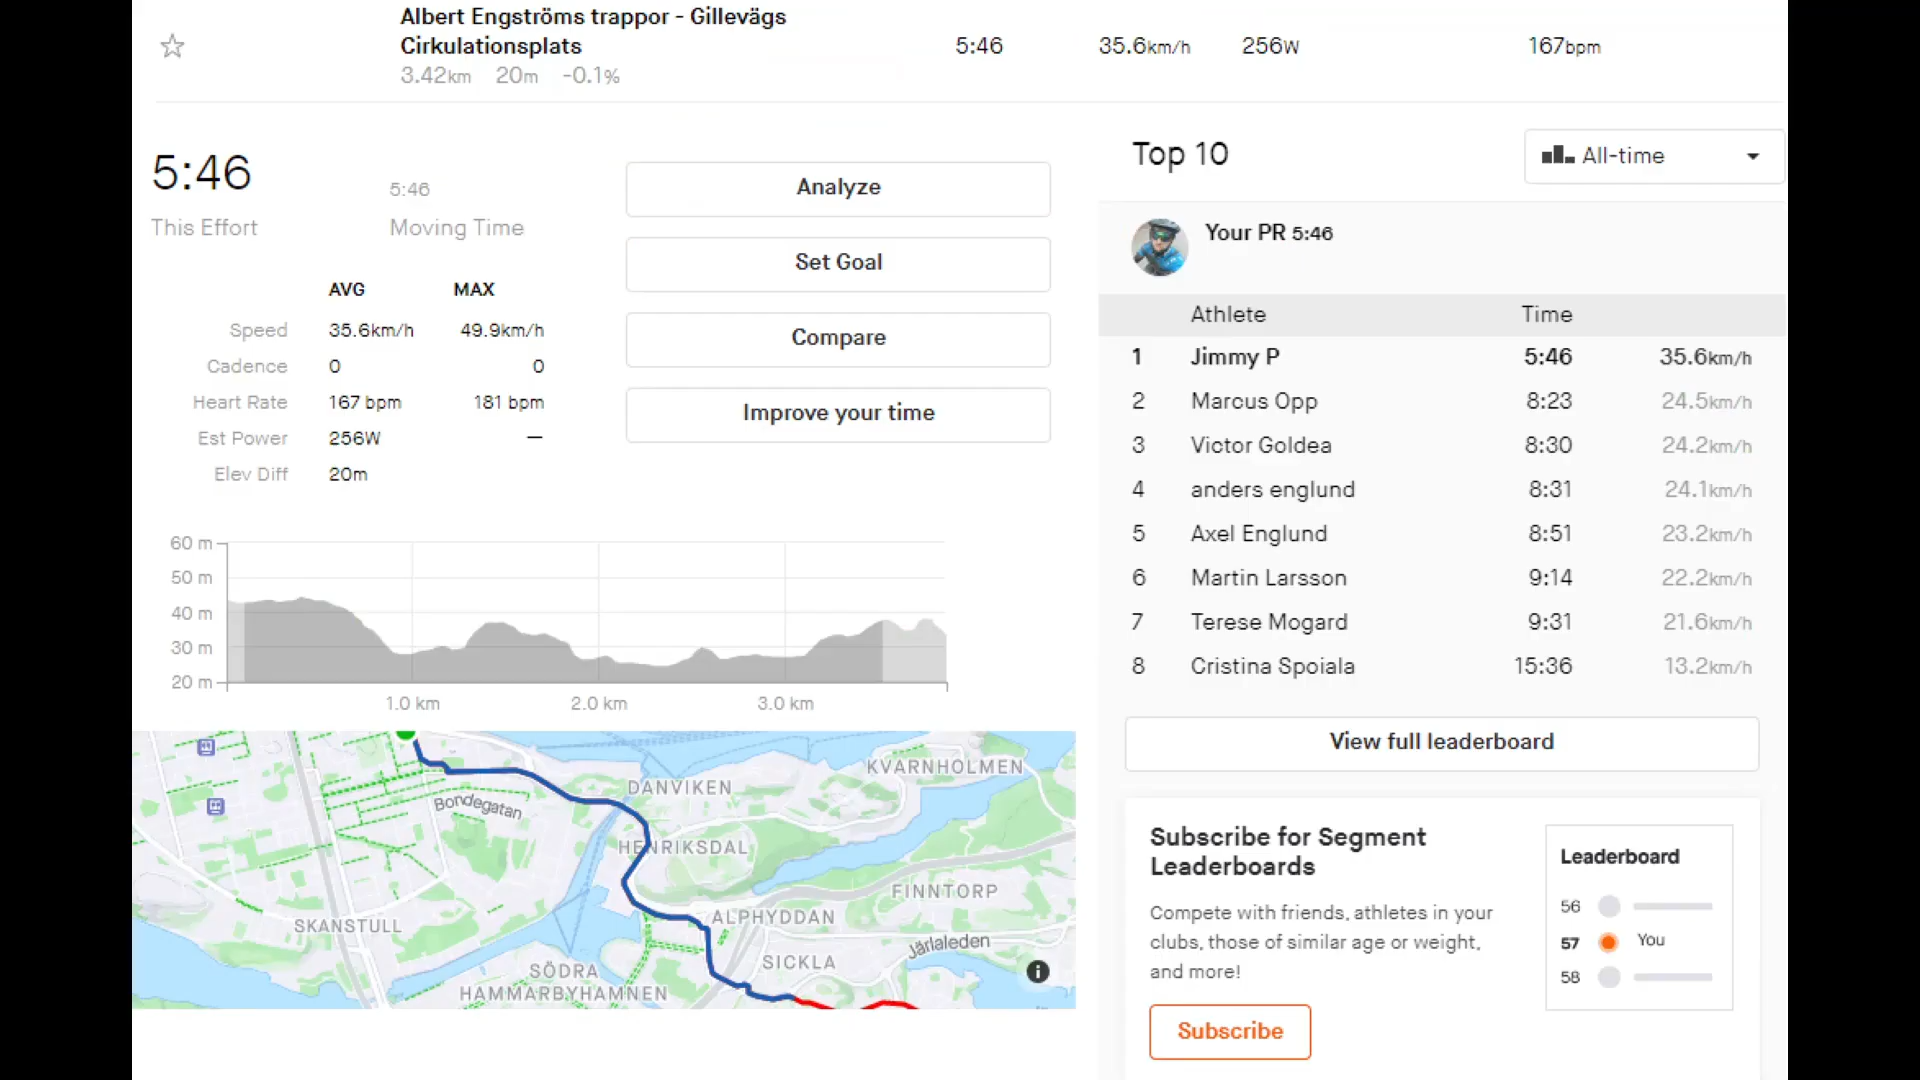 Albert Engströms trappor - Gillevägs
Cirkulationsplats
3.42km 20m -0.1%
5:46 35.6km/h 256W 167bpm
5:46
This Effort
5:46
Moving Time
AVG MAX
Speed 35.6km/h 49.9km/h
Cadence 0 0
Heart Rate 167 bpm 181 bpm
Est Power 256W —
Elev Diff 20m
Analyze
Set Goal
Compare
Improve your time
60 m
50 m
40 m
30 m
20 m
1.0 km 2.0 km 3.0 km
KVARNHOLMEN
DANVIKEN
Bondegatan
HENRIKSDAL
FINNTORP
ALPHYDDAN
SKANSTULL
Järlaleden
SICKLA
SÖDRA
HAMMARBYHAMNEN
Top 10
All-time
Your PR 5:46
Athlete Time
1 Jimmy P 5:46 35.6km/h
2 Marcus Opp 8:23 24.5km/h
3 Victor Goldea 8:30 24.2km/h
4 anders englund 8:31 24.1km/h
5 Axel Englund 8:51 23.2km/h
6 Martin Larsson 9:14 22.2km/h
7 Terese Mogard 9:31 21.6km/h
8 Cristina Spoiala 15:36 13.2km/h
View full leaderboard
Subscribe for Segment
Leaderboards
Compete with friends, athletes in your
clubs, those of similar age or weight,
and more!
Subscribe
Leaderboard
56
57 You
58